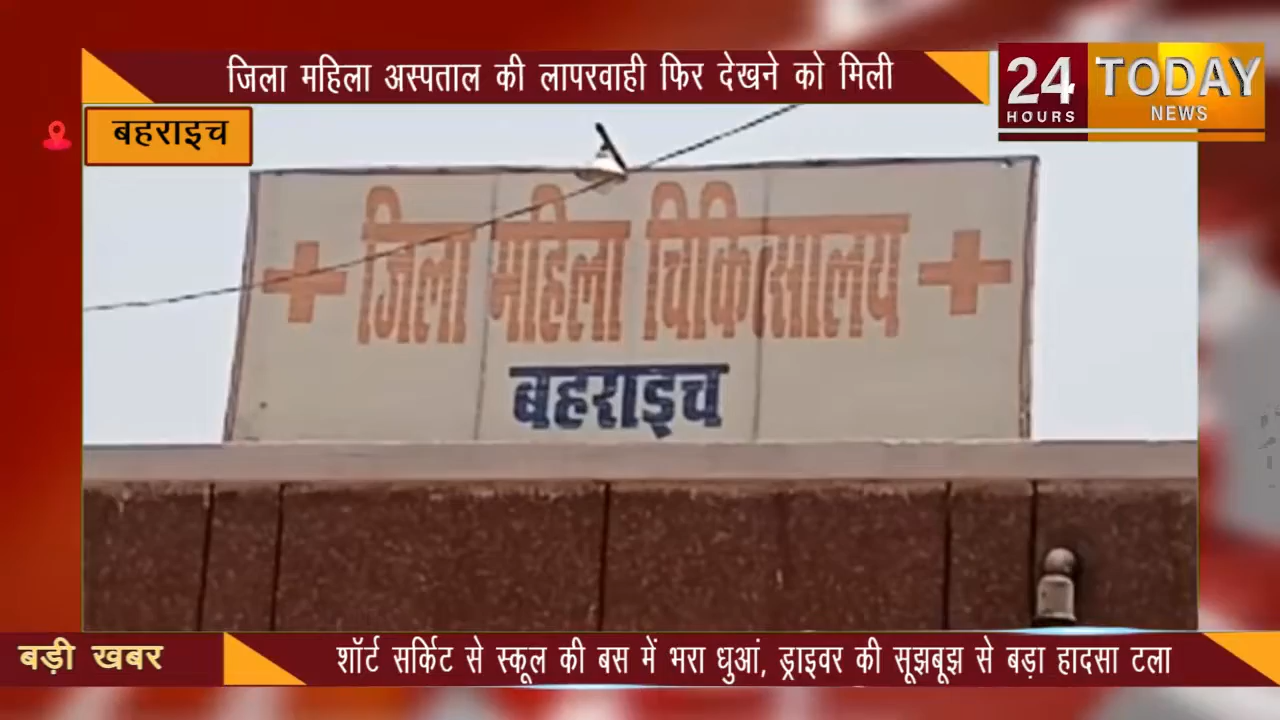 जिला महिला अस्पताल की लापरवाही फिर देखने को मिली
24 TODAY
HOURS NEWS
बहराइच
जिला महिला चिकित्सालय
बहराइच
बड़ी खबर
शॉर्ट सर्किट से स्कूल की बस में भरा धुआं, ड्राइवर की सूझबूझ से बड़ा हादसा टला